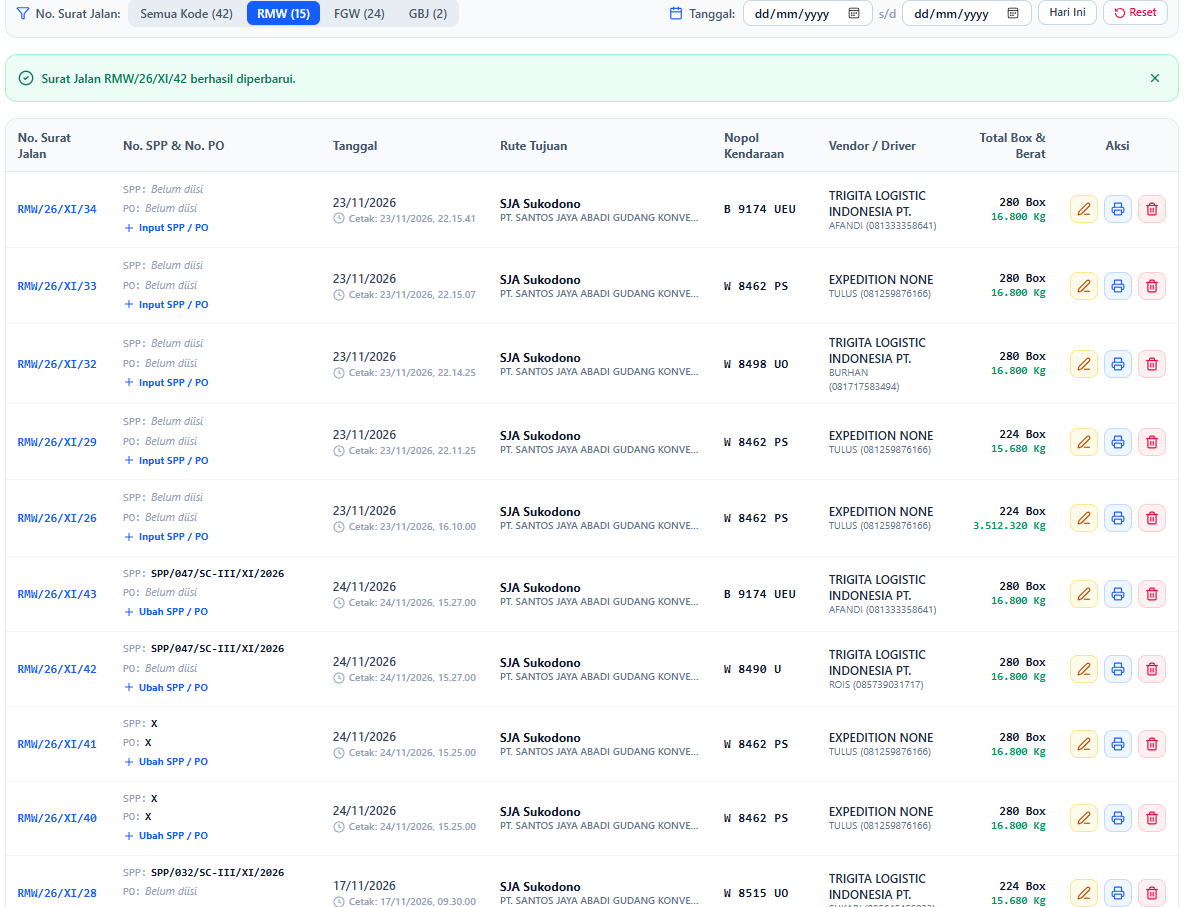 No. Surat Jalan: Semua Kode (42) RMW (15) FGW (24) GBJ (2) Tanggal: dd/mm/yyyy s/d dd/mm/yyyy Hari Ini Reset
Surat Jalan RMW/26/XI/42 berhasil diperbarui.
No. Surat Jalan No. SPP & No. PO Tanggal Rute Tujuan Nopol Kendaraan Vendor / Driver Total Box & Berat Aksi
RMW/26/XI/34
SPP: Belum diisi
PO: Belum diisi
+ Input SPP / PO
23/11/2026
Cetak: 23/11/2026, 22.15.41
SJA Sukodono
PT. SANTOS JAYA ABADI GUDANG KONVE...
B 9174 UEU
TRIGITA LOGISTIC
INDONESIA PT.
AFANDI (081333358641)
280 Box
16.800 Kg
RMW/26/XI/33
SPP: Belum diisi
PO: Belum diisi
+ Input SPP / PO
23/11/2026
Cetak: 23/11/2026, 22.15.07
SJA Sukodono
PT. SANTOS JAYA ABADI GUDANG KONVE...
W 8462 PS
EXPEDITION NONE
TULUS (081259876166)
280 Box
16.800 Kg
RMW/26/XI/32
SPP: Belum diisi
PO: Belum diisi
+ Input SPP / PO
23/11/2026
Cetak: 23/11/2026, 22.14.25
SJA Sukodono
PT. SANTOS JAYA ABADI GUDANG KONVE...
W 8498 UO
TRIGITA LOGISTIC
INDONESIA PT.
BURHAN
(081717583494)
280 Box
16.800 Kg
RMW/26/XI/29
SPP: Belum diisi
PO: Belum diisi
+ Input SPP / PO
23/11/2026
Cetak: 23/11/2026, 22.11.25
SJA Sukodono
PT. SANTOS JAYA ABADI GUDANG KONVE...
W 8462 PS
EXPEDITION NONE
TULUS (081259876166)
224 Box
15.680 Kg
RMW/26/XI/26
SPP: Belum diisi
PO: Belum diisi
+ Input SPP / PO
23/11/2026
Cetak: 23/11/2026, 16.10.00
SJA Sukodono
PT. SANTOS JAYA ABADI GUDANG KONVE...
W 8462 PS
EXPEDITION NONE
TULUS (081259876166)
224 Box
3.512.320 Kg
RMW/26/XI/43
SPP: SPP/047/SC-III/XI/2026
PO: Belum diisi
+ Ubah SPP / PO
24/11/2026
Cetak: 24/11/2026, 15.27.00
SJA Sukodono
PT. SANTOS JAYA ABADI GUDANG KONVE...
B 9174 UEU
TRIGITA LOGISTIC
INDONESIA PT.
AFANDI (081333358641)
280 Box
16.800 Kg
RMW/26/XI/42
SPP: SPP/047/SC-III/XI/2026
PO: Belum diisi
+ Ubah SPP / PO
24/11/2026
Cetak: 24/11/2026, 15.27.00
SJA Sukodono
PT. SANTOS JAYA ABADI GUDANG KONVE...
W 8490 U
TRIGITA LOGISTIC
INDONESIA PT.
ROIS (085739031717)
280 Box
16.800 Kg
RMW/26/XI/41
SPP: X
PO: X
+ Ubah SPP / PO
24/11/2026
Cetak: 24/11/2026, 15.25.00
SJA Sukodono
PT. SANTOS JAYA ABADI GUDANG KONVE...
W 8462 PS
EXPEDITION NONE
TULUS (081259876166)
280 Box
16.800 Kg
RMW/26/XI/40
SPP: X
PO: X
+ Ubah SPP / PO
24/11/2026
Cetak: 24/11/2026, 15.25.00
SJA Sukodono
PT. SANTOS JAYA ABADI GUDANG KONVE...
W 8462 PS
EXPEDITION NONE
TULUS (081259876166)
280 Box
16.800 Kg
RMW/26/XI/28
SPP: SPP/032/SC-III/XI/2026
PO: Belum diisi
17/11/2026
Cetak: 17/11/2026, 09.30.00
SJA Sukodono
PT. SANTOS JAYA ABADI GUDANG KONVE...
W 8515 UO
TRIGITA LOGISTIC
INDONESIA PT.
224 Box
15.680 Kg